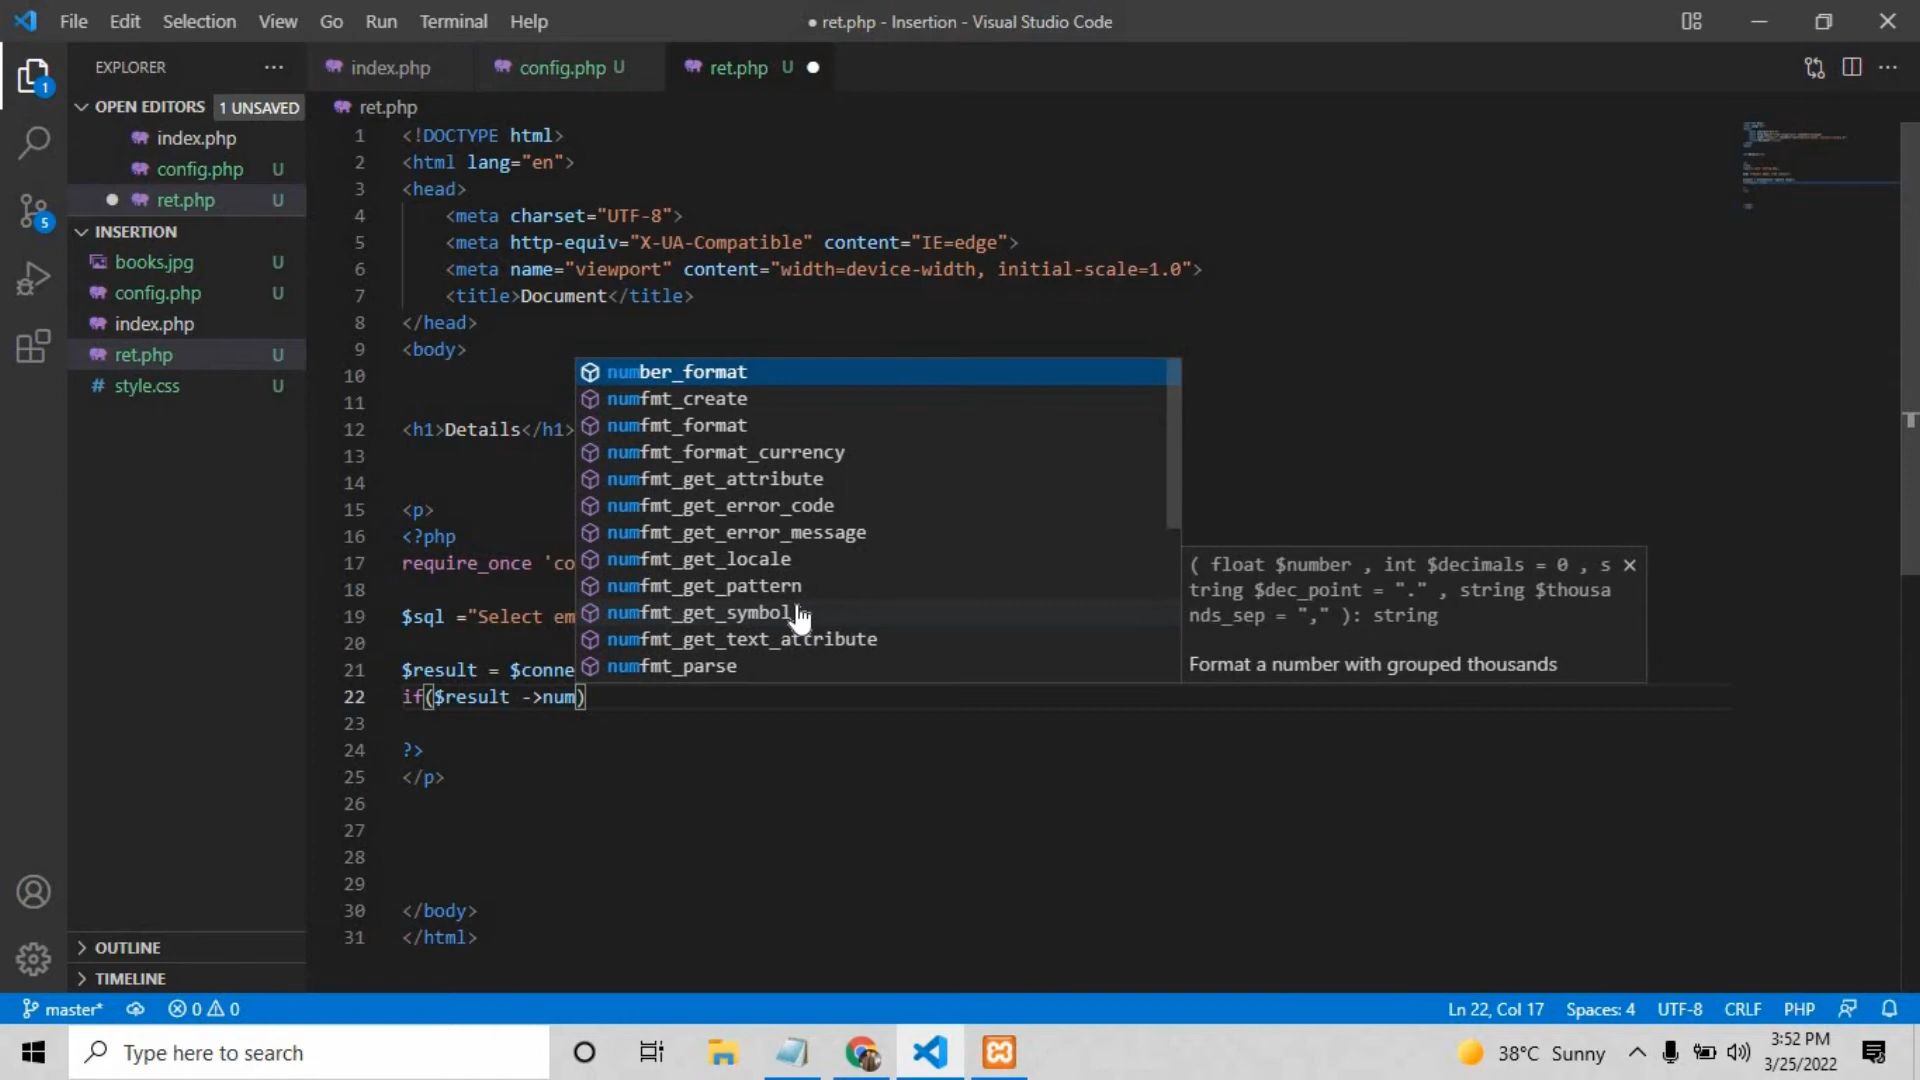 File Edit Selection View Go Run Terminal Help
● ret.php - Insertion - Visual Studio Code
EXPLORER ...
index.php
config.php U
ret.php U ●
OPEN EDITORS 1 UNSAVED
index.php
config.php U
● ret.php U
INSERTION
books.jpg U
config.php U
index.php
ret.php U
style.css U
OUTLINE
TIMELINE
1
5
ret.php
1 <!DOCTYPE html>
2 <html lang="en">
3 <head>
4 <meta charset="UTF-8">
5 <meta http-equiv="X-UA-Compatible" content="IE=edge">
6 <meta name="viewport" content="width=device-width, initial-scale=1.0">
7 <title>Document</title>
8 </head>
9 <body>
10
11
12 <h1>Details</h1>
13
14
15 <p>
16 <?php
17 require_once 'co
18
19 $sql ="Select em
20
21 $result = $conne
22 if($result ->num)
23
24 ?>
25 </p>
26
27
28
29
30 </body>
31 </html>
number_format
numfmt_create
numfmt_format
numfmt_format_currency
numfmt_get_attribute
numfmt_get_error_code
numfmt_get_error_message
numfmt_get_locale
numfmt_get_pattern
numfmt_get_symbol
numfmt_get_text_attribute
numfmt_parse
( float $number , int $decimals = 0 , s
tring $dec_point = "." , string $thousa
nds_sep = "," ): string
Format a number with grouped thousands
master* 0 0
Ln 22, Col 17 Spaces: 4 UTF-8 CRLF PHP
Type here to search
38°C Sunny
3:52 PM
3/25/2022